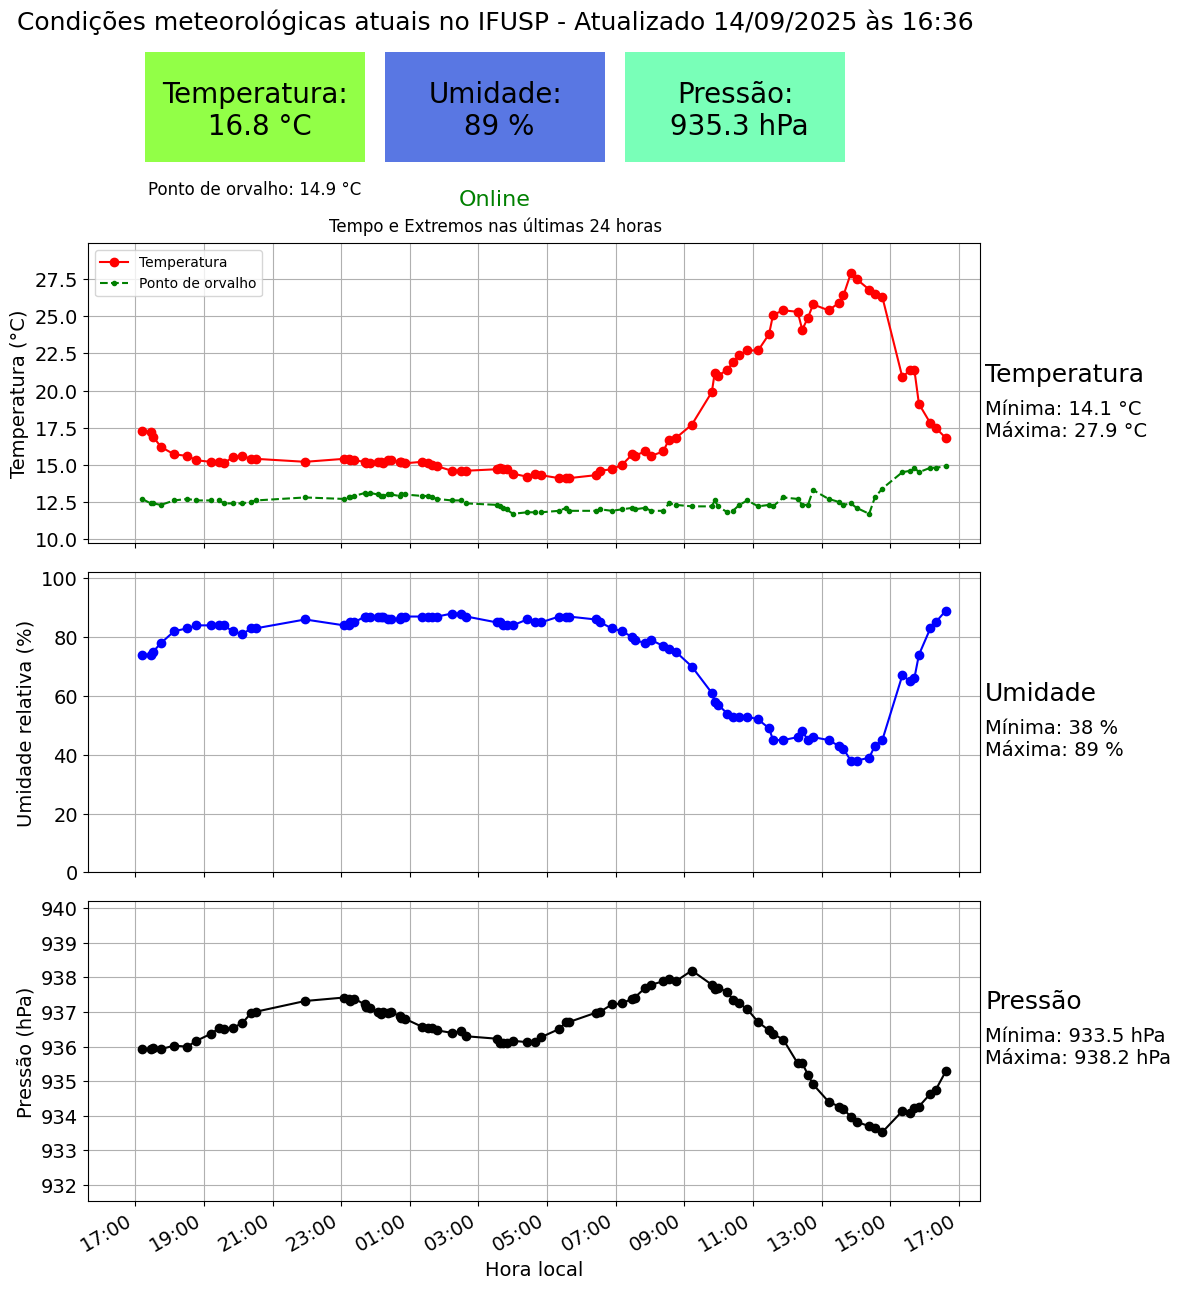 Condições meteorológicas atuais no IFUSP - Atualizado 14/09/2025 às 16:36
Temperatura:
16.8 °C
Umidade:
89 %
Pressão:
935.3 hPa
Ponto de orvalho: 14.9 °C
Online
Tempo e Extremos nas últimas 24 horas
Temperatura
Ponto de orvalho
Temperatura (°C)
27.5
25.0
22.5
20.0
17.5
15.0
12.5
10.0
Temperatura
Mínima: 14.1 °C
Máxima: 27.9 °C
Umidade relativa (%)
100
80
60
40
20
0
Umidade
Mínima: 38 %
Máxima: 89 %
Pressão (hPa)
940
939
938
937
936
935
934
933
932
Pressão
Mínima: 933.5 hPa
Máxima: 938.2 hPa
17:00
19:00
21:00
23:00
01:00
03:00
05:00
07:00
09:00
11:00
13:00
15:00
17:00
Hora local